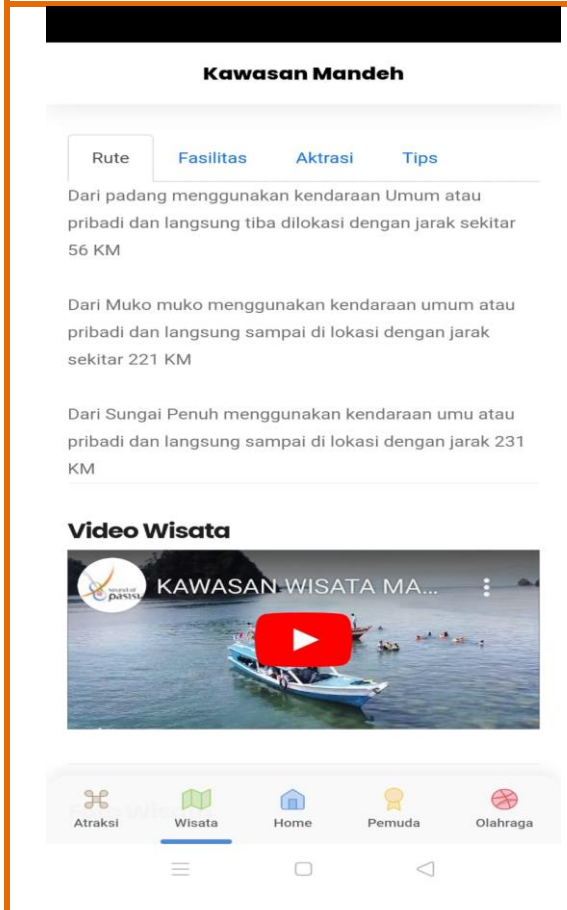 Kawasan Mandeh
Rute Fasilitas Aktrasi Tips
Dari padang menggunakan kendaraan Umum atau
pribadi dan langsung tiba dilokasi dengan jarak sekitar
56 KM
Dari Muko muko menggunakan kendaraan umum atau
pribadi dan langsung sampai di lokasi dengan jarak
sekitar 221 KM
Dari Sungai Penuh menggunakan kendaraan umu atau
pribadi dan langsung sampai di lokasi dengan jarak 231
KM
Video Wisata
sound of
pasisi
KAWASAN WISATA MA...
Atraksi Wisata Home Pemuda Olahraga